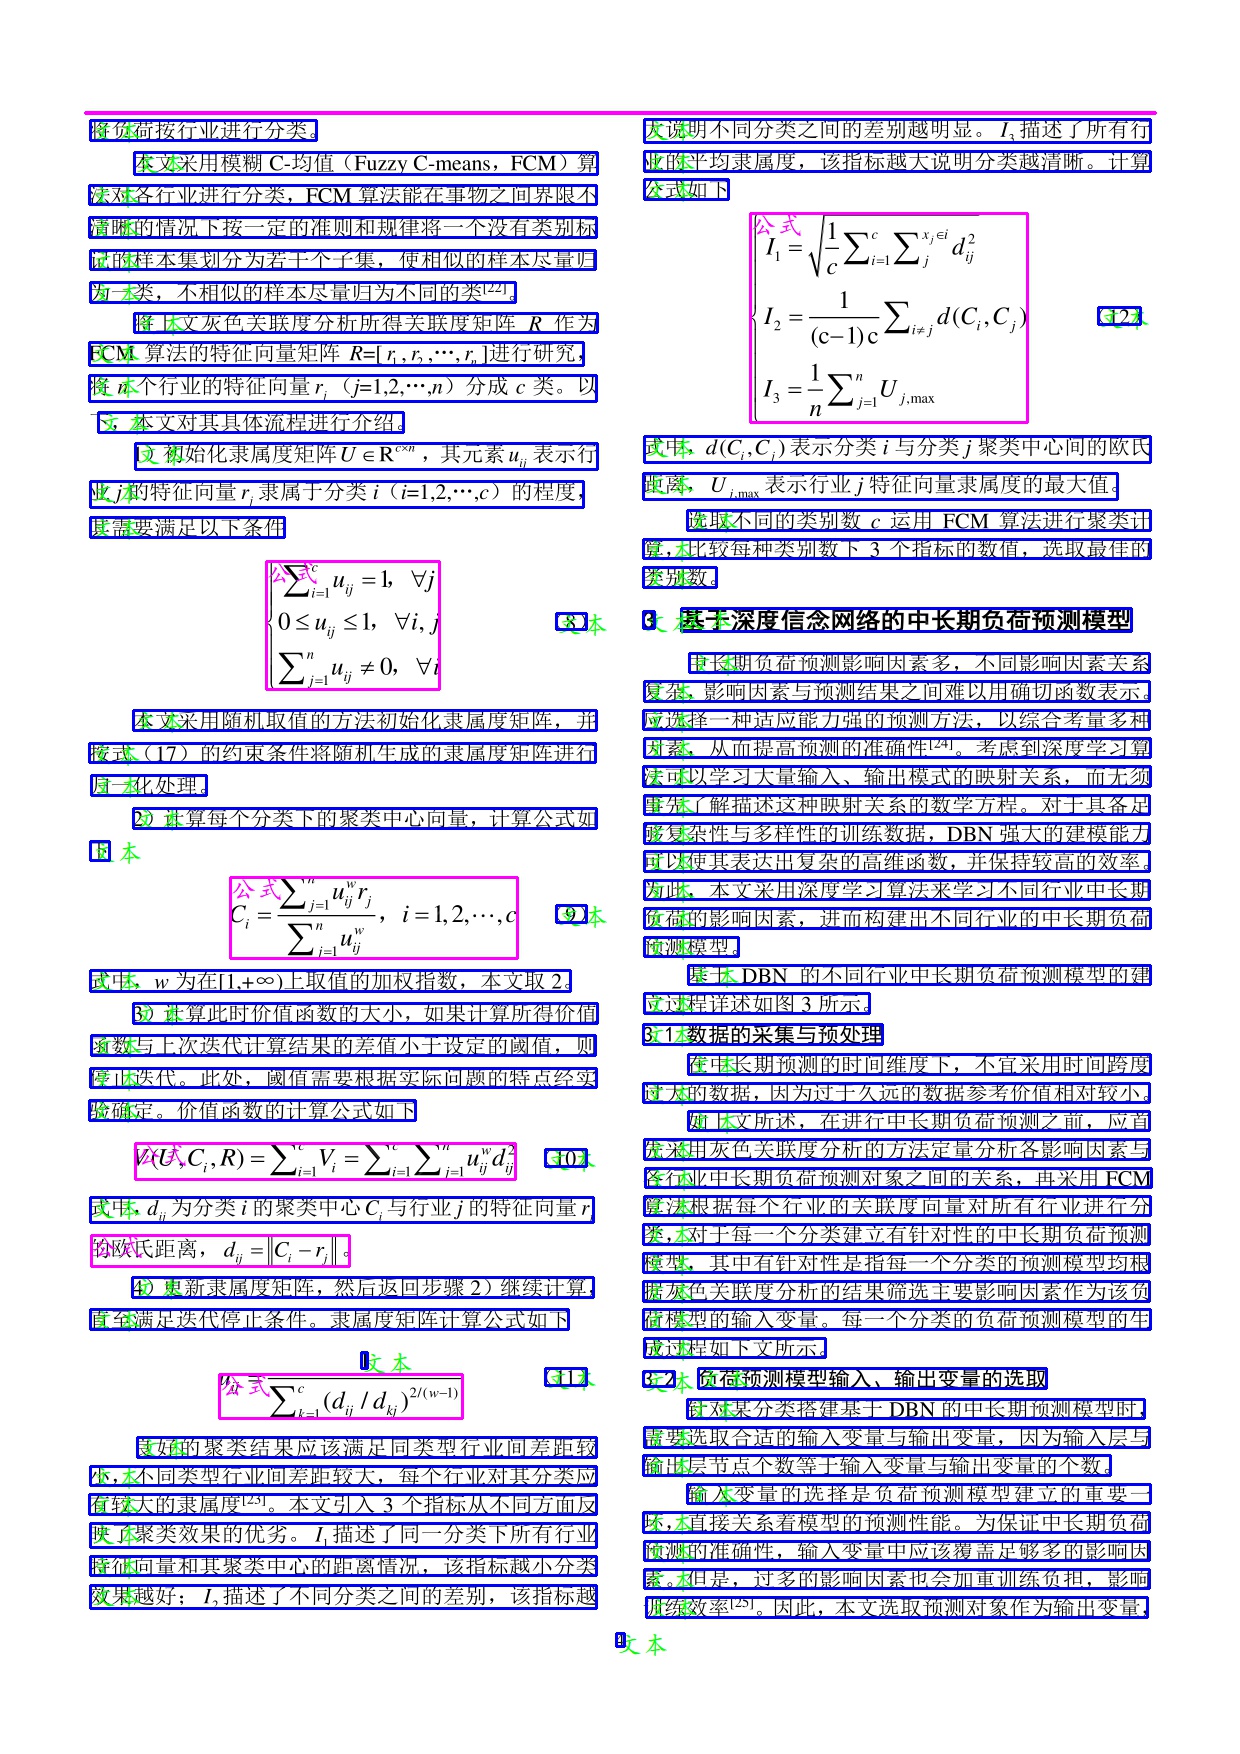 将负荷按行业进行分类。
本文采用模糊 C-均值（Fuzzy C-means，FCM）算
法对各行业进行分类，FCM 算法能在事物之间界限不
清晰的情况下按一定的准则和规律将一个没有类别标
记的样本集划分为若干个子集，使相似的样本尽量归
为一类，不相似的样本尽量归为不同的类[22]。
将上文灰色关联度分析所得关联度矩阵 R 作为
FCM 算法的特征向量矩阵 R=[ r₁ , r₂ ,…, rₙ ]进行研究，
将 n 个行业的特征向量 rⱼ（j=1,2,…,n）分成 c 类。以
下，本文对其具体流程进行介绍。
1）初始化隶属度矩阵 U ∈ R^{c×n}，其元素 u_{ij} 表示行
业 j 的特征向量 r_j 隶属于分类 i（i=1,2,…,c）的程度，
其需要满足以下条件
公式
∑_{i=1}^{c} u_{ij} = 1，∀j
0 ≤ u_{ij} ≤ 1，∀i, j (8)
∑_{j=1}^{n} u_{ij} ≠ 0，∀i
本文采用随机取值的方法初始化隶属度矩阵，并
按式（17）的约束条件将随机生成的隶属度矩阵进行
归一化处理。
2）计算每个分类下的聚类中心向量，计算公式如
下
公式
C_i = ∑_{j=1}^{n} u_{ij}^{w} r_j / ∑_{j=1}^{n} u_{ij}^{w}，i = 1, 2, ⋯, c (9)
式中，w 为在[1,+∞)上取值的加权指数，本文取 2。
3）计算此时价值函数的大小，如果计算所得价值
函数与上次迭代计算结果的差值小于设定的阈值，则
停止迭代。此处，阈值需要根据实际问题的特点经实
验确定。价值函数的计算公式如下
公式
V(U, C_i, R) = ∑_{i=1}^{c} V_i = ∑_{i=1}^{c} ∑_{j=1}^{n} u_{ij}^{w} d_{ij}^{2} (10)
式中，d_{ij} 为分类 i 的聚类中心 C_i 与行业 j 的特征向量 r_j
的欧氏距离，d_{ij} = ‖C_i − r_j‖。
4）更新隶属度矩阵，然后返回步骤 2）继续计算，
直至满足迭代停止条件。隶属度矩阵计算公式如下
公式
u_{ij} = 1 / ∑_{k=1}^{c} (d_{ij} / d_{kj})^{2/(w−1)} (11)
良好的聚类结果应该满足同类型行业间差距较
小，不同类型行业间差距较大，每个行业对其分类应
有较大的隶属度[23]。本文引入 3 个指标从不同方面反
映了聚类效果的优劣。I₁ 描述了同一分类下所有行业
特征向量和其聚类中心的距离情况，该指标越小分类
效果越好；I₂ 描述了不同分类之间的差别，该指标越
大说明不同分类之间的差别越明显。I₃ 描述了所有行
业的平均隶属度，该指标越大说明分类越清晰。计算
公式如下
公式
I₁ = √(1/c ∑_{i=1}^{c} ∑_{j}^{x_j∈i} d_{ij}^{2})
I₂ = 1/((c−1)c) ∑_{i≠j} d(C_i, C_j) (12)
I₃ = 1/n ∑_{j=1}^{n} U_{j,max}
式中，d(C_i, C_j) 表示分类 i 与分类 j 聚类中心间的欧氏
距离，U_{j,max} 表示行业 j 特征向量隶属度的最大值。
选取不同的类别数 c 运用 FCM 算法进行聚类计
算，比较每种类别数下 3 个指标的数值，选取最佳的
类别数。
3 基于深度信念网络的中长期负荷预测模型
中长期负荷预测影响因素多，不同影响因素关系
复杂，影响因素与预测结果之间难以用确切函数表示。
应选择一种适应能力强的预测方法，以综合考量多种
因素，从而提高预测的准确性[24]。考虑到深度学习算
法可以学习大量输入、输出模式的映射关系，而无须
事先了解描述这种映射关系的数学方程。对于具备足
够复杂性与多样性的训练数据，DBN 强大的建模能力
可以使其表达出复杂的高维函数，并保持较高的效率。
为此，本文采用深度学习算法来学习不同行业中长期
负荷的影响因素，进而构建出不同行业的中长期负荷
预测模型。
基于 DBN 的不同行业中长期负荷预测模型的建
立过程详述如图 3 所示。
3.1 数据的采集与预处理
在中长期预测的时间维度下，不宜采用时间跨度
过大的数据，因为过于久远的数据参考价值相对较小。
如上文所述，在进行中长期负荷预测之前，应首
先采用灰色关联度分析的方法定量分析各影响因素与
各行业中长期负荷预测对象之间的关系，再采用 FCM
算法根据每个行业的关联度向量对所有行业进行分
类，对于每一个分类建立有针对性的中长期负荷预测
模型，其中有针对性是指每一个分类的预测模型均根
据灰色关联度分析的结果筛选主要影响因素作为该负
荷模型的输入变量。每一个分类的负荷预测模型的生
成过程如下文所示。
3.2 负荷预测模型输入、输出变量的选取
针对某分类搭建基于 DBN 的中长期预测模型时，
需要选取合适的输入变量与输出变量，因为输入层与
输出层节点个数等于输入变量与输出变量的个数。
输入变量的选择是负荷预测模型建立的重要一
环，直接关系着模型的预测性能。为保证中长期负荷
预测的准确性，输入变量中应该覆盖足够多的影响因
素。但是，过多的影响因素也会加重训练负担，影响
训练效率[25]。因此，本文选取预测对象作为输出变量，